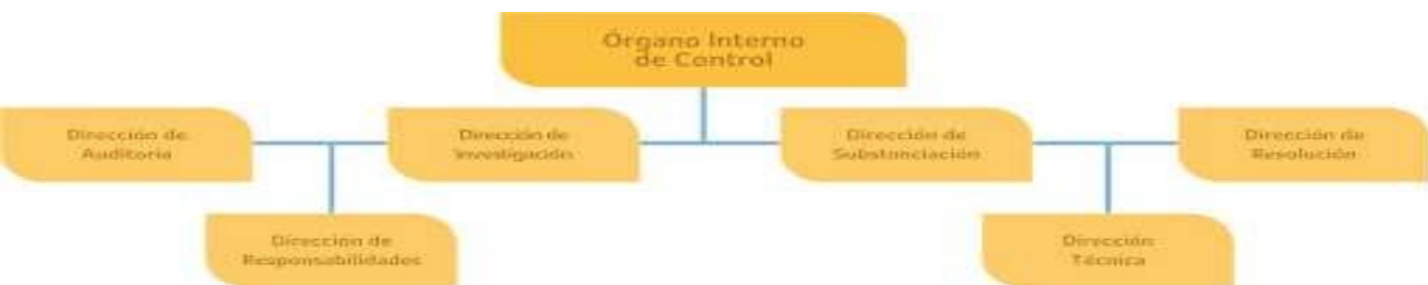 Órgano Interno
de Control
Dirección de
Auditoria
Dirección de
Investigación
Dirección de
Substanciación
Dirección de
Resolución
Dirección de
Responsabilidades
Dirección
Técnica